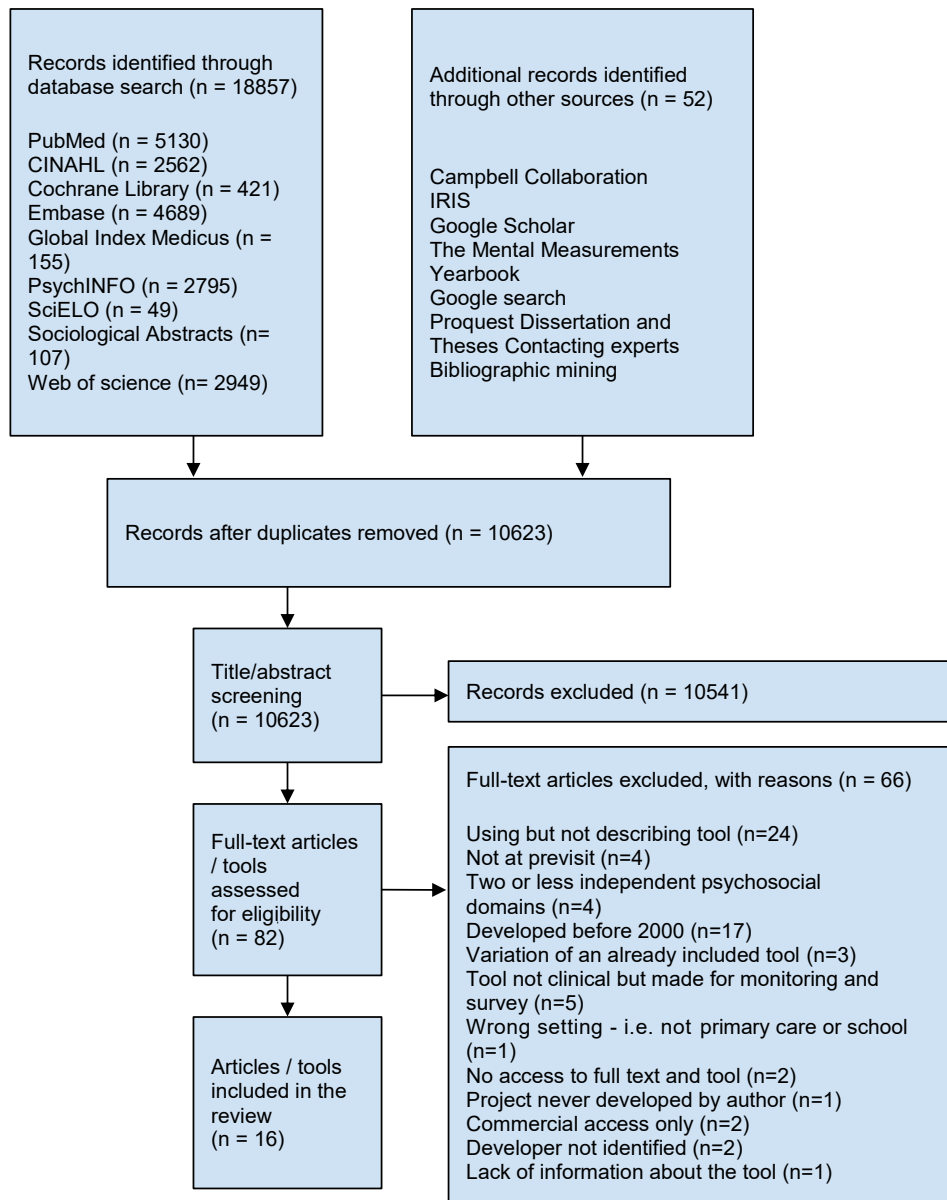 Records identified through
database search (n = 18857)
PubMed (n = 5130)
CINAHL (n = 2562)
Cochrane Library (n = 421)
Embase (n = 4689)
Global Index Medicus (n =
155)
PsychINFO (n = 2795)
SciELO (n = 49)
Sociological Abstracts (n=
107)
Web of science (n= 2949)
Additional records identified
through other sources (n = 52)
Campbell Collaboration
IRIS
Google Scholar
The Mental Measurements
Yearbook
Google search
Proquest Dissertation and
Theses Contacting experts
Bibliographic mining
Records after duplicates removed (n = 10623)
Title/abstract
screening
(n = 10623)
Records excluded (n = 10541)
Full-text articles
/ tools
assessed
for eligibility
(n = 82)
Full-text articles excluded, with reasons (n = 66)
Using but not describing tool (n=24)
Not at previsit (n=4)
Two or less independent psychosocial
domains (n=4)
Developed before 2000 (n=17)
Variation of an already included tool (n=3)
Tool not clinical but made for monitoring and
survey (n=5)
Wrong setting - i.e. not primary care or school
(n=1)
No access to full text and tool (n=2)
Project never developed by author (n=1)
Commercial access only (n=2)
Developer not identified (n=2)
Lack of information about the tool (n=1)
Articles / tools
included in the
review
(n = 16)